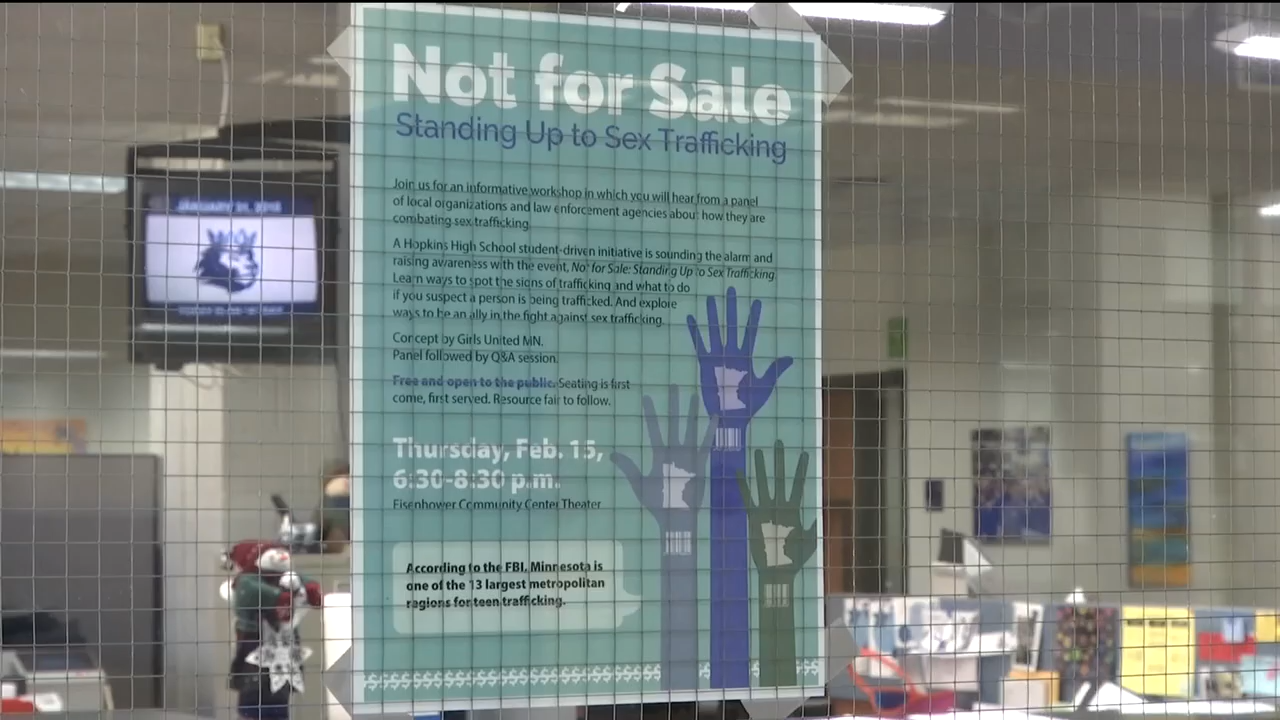 Not for Sale
Standing Up to Sex Trafficking
Join us for an informative workshop in which you will hear from a panel
of local organizations and law enforcement agencies about how they are
combating sex trafficking.
A Hopkins High School student-driven initiative is sounding the alarm and
raising awareness with the event, Not for Sale: Standing Up to Sex Trafficking.
Learn ways to spot the signs of trafficking and what to do
if you suspect a person is being trafficked. And explore
ways to be an ally in the fight against sex trafficking.
Concept by Girls United MN.
Panel followed by Q&A session.
Free and open to the public. Seating is first
come, first served. Resource fair to follow.
Thursday, Feb. 15,
6:30-8:30 p.m.
Eisenhower Community Center Theater
According to the FBI, Minnesota is
one of the 13 largest metropolitan
regions for teen trafficking.